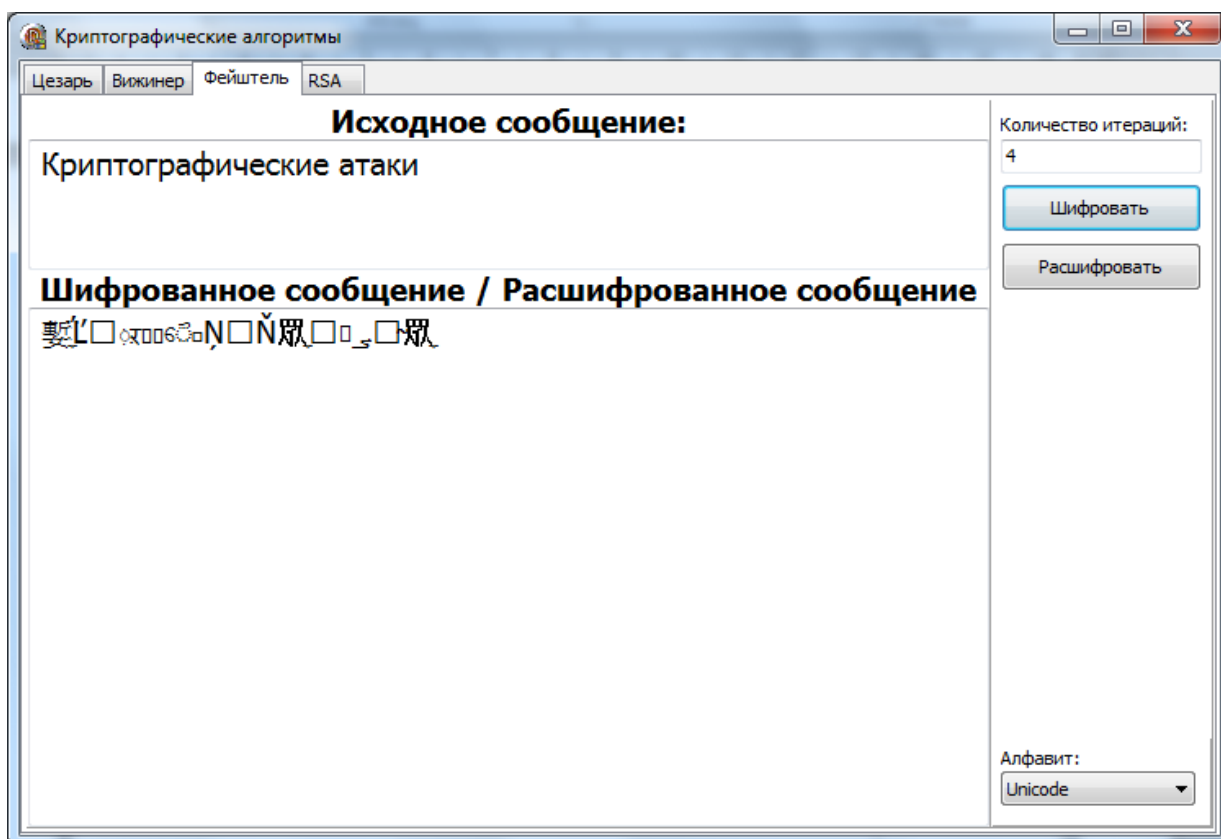 Криптографические алгоритмы
Цезарь Вижинер Фейштель RSA
Исходное сообщение:
Криптографические атаки
Шифрованное сообщение / Расшифрованное сообщение
Количество итераций:
4
Шифровать
Расшифровать
Алфавит:
Unicode